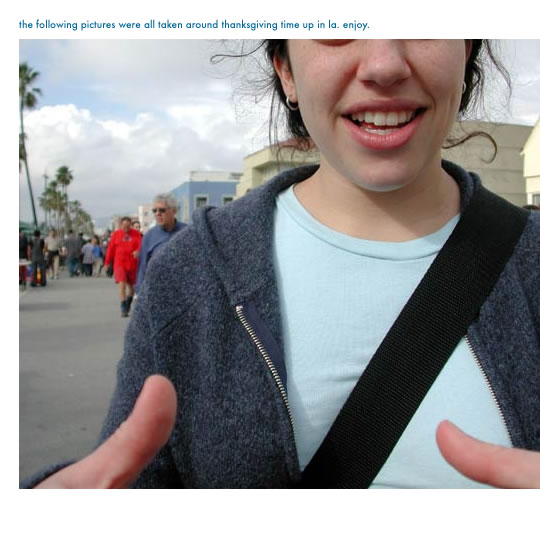 the following pictures were all taken around thanksgiving time up in la. enjoy.